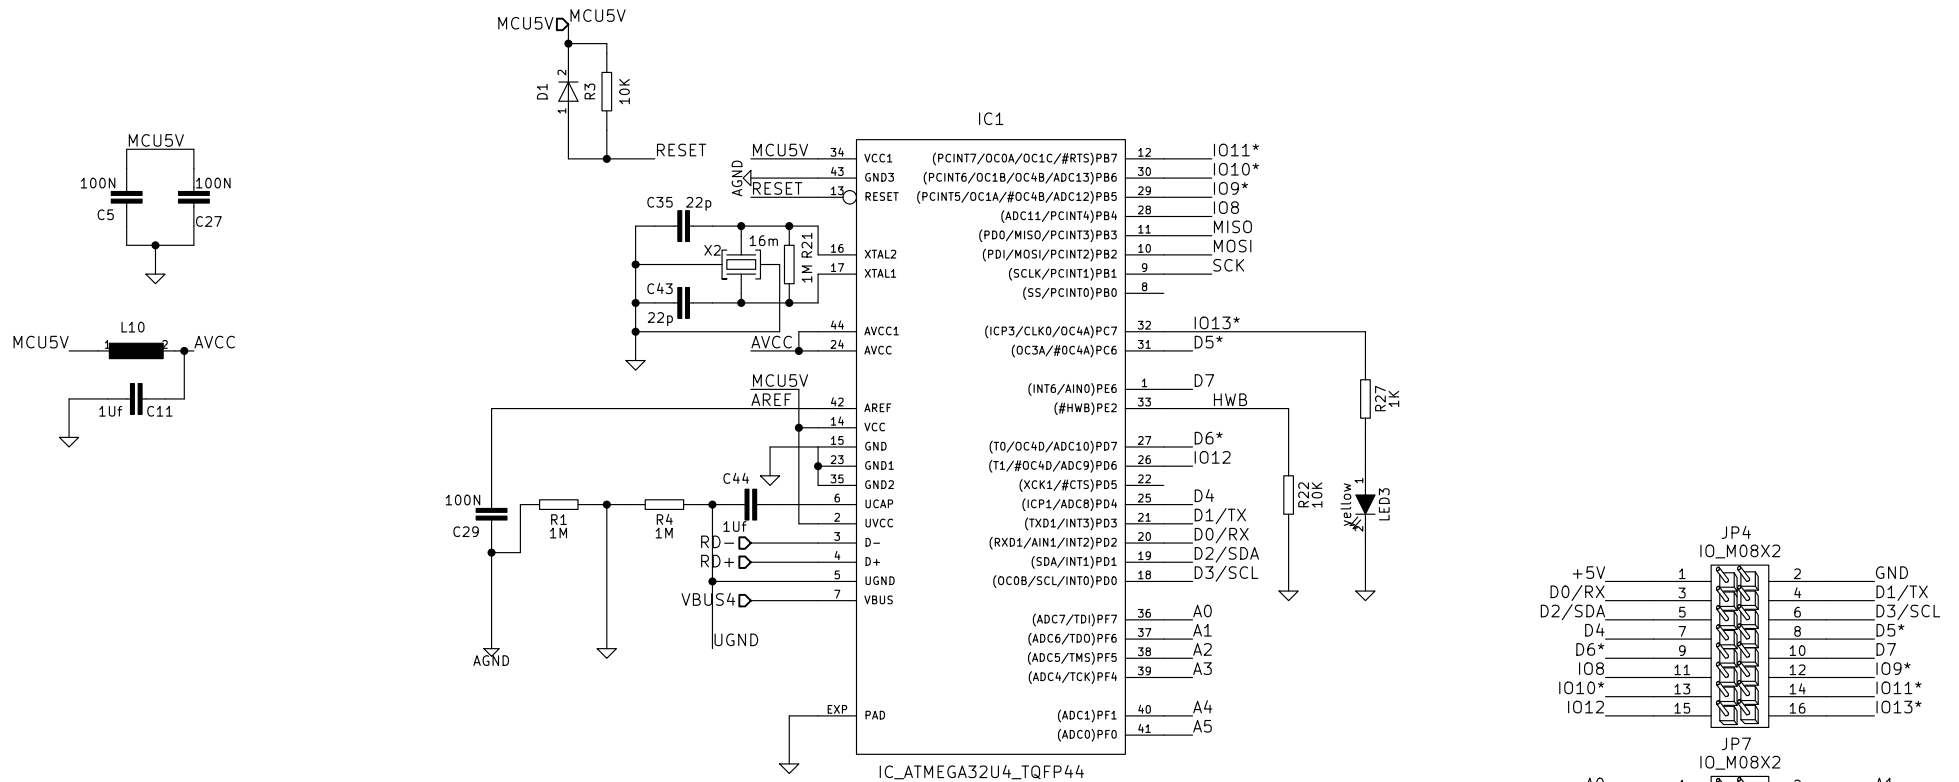 MCU5V MCU5V
D1 2 1 R3 10K
RESET
MCU5V
100N 100N
C5 C27
L10
MCU5V 1 2 AVCC
1Uf C11
IC1
MCU5V 34 VCC1 (PCINT7/OC0A/OC1C/#RTS)PB7 12 IO11*
AGND 43 GND3 (PCINT6/OC1B/OC4B/ADC13)PB6 30 IO10*
RESET 13 RESET (PCINT5/OC1A/#OC4B/ADC12)PB5 29 IO9*
(ADC11/PCINT4)PB4 28 IO8
(PD0/MISO/PCINT3)PB3 11 MISO
(PDI/MOSI/PCINT2)PB2 10 MOSI
(SCLK/PCINT1)PB1 9 SCK
(SS/PCINT0)PB0 8
C35 22p
X2 16m 1M R21
16 XTAL2
17 XTAL1
C43
22p
44 AVCC1 (ICP3/CLK0/OC4A)PC7 32 IO13*
AVCC 24 AVCC (OC3A/#OC4A)PC6 31 D5*
MCU5V (INT6/AIN0)PE6 1 D7
AREF 42 AREF (#HWB)PE2 33 HWB
14 VCC
15 GND (T0/OC4D/ADC10)PD7 27 D6*
23 GND1 (T1/#OC4D/ADC9)PD6 26 IO12
35 GND2 (XCK1/#CTS)PD5 22
6 UCAP (ICP1/ADC8)PD4 25 D4
2 UVCC (TXD1/INT3)PD3 21 D1/TX
RD- 3 D- (RXD1/AIN1/INT2)PD2 20 D0/RX
RD+ 4 D+ (SDA/INT1)PD1 19 D2/SDA
5 UGND (OC0B/SCL/INT0)PD0 18 D3/SCL
VBUS4 7 VBUS
(ADC7/TDI)PF7 36 A0
(ADC6/TDO)PF6 37 A1
(ADC5/TMS)PF5 38 A2
(ADC4/TCK)PF4 39 A3
EXP PAD (ADC1)PF1 40 A4
(ADC0)PF0 41 A5
IC_ATMEGA32U4_TQFP44
100N
C29
R1
1M
R4
1M
C44
1Uf
UGND
AGND
R27
1K
R22
10K
yellow 1 2 LED3
JP4
IO_M08X2
+5V 1 2 GND
D0/RX 3 4 D1/TX
D2/SDA 5 6 D3/SCL
D4 7 8 D5*
D6* 9 10 D7
IO8 11 12 IO9*
IO10* 13 14 IO11*
IO12 15 16 IO13*
JP7
IO_M08X2